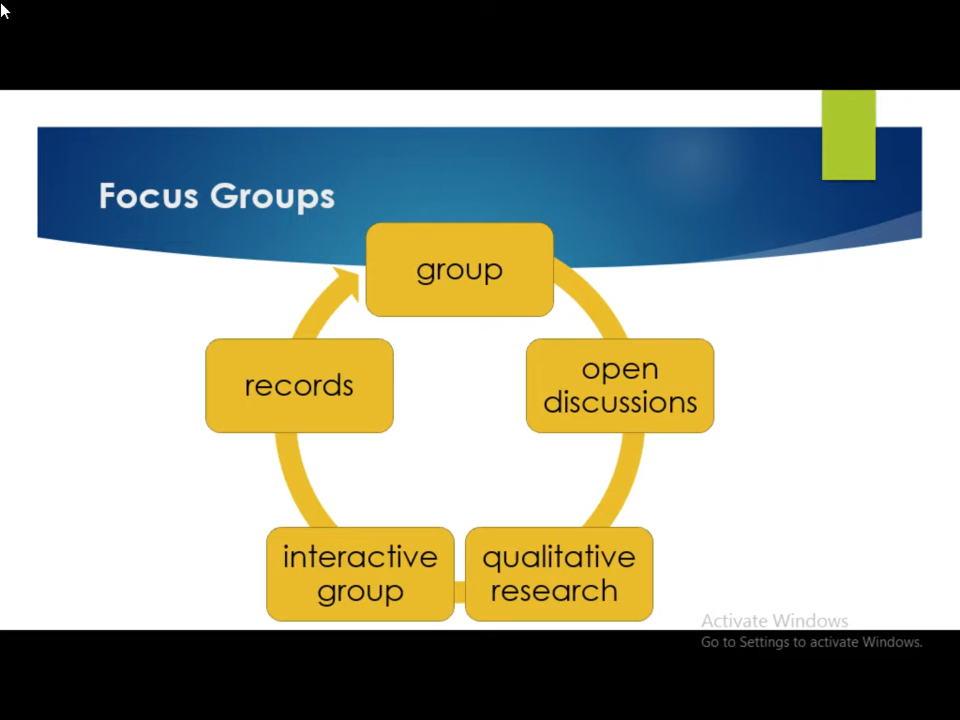 Focus Groups
group
open
discussions
qualitative
research
interactive
group
records
Activate Windows
Go to Settings to activate Windows.